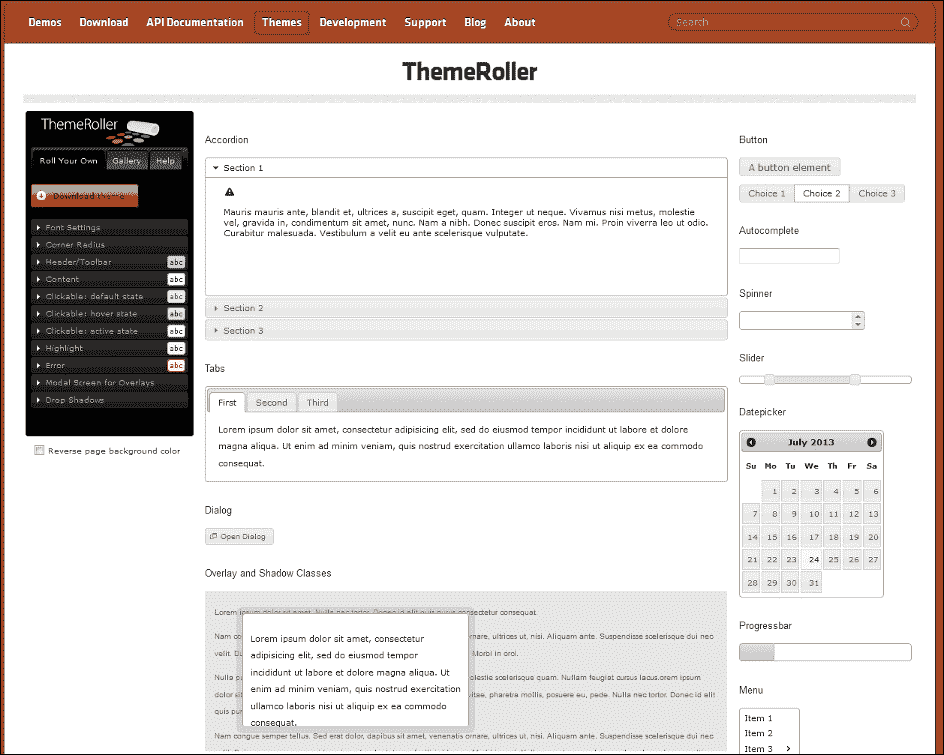 Demos Download API Documentation Themes Development Support Blog About Search
ThemeRoller
ThemeRoller
Roll Your Own Gallery Help
Download
Font Settings
Corner Radius
Header/Toolbar abc
Content abc
Clickable: default state abc
Clickable: hover state abc
Clickable: active state abc
Highlight abc
Error abc
Modal Screen for Overlays
Drop Shadows
Reverse page background color
Accordion
Section 1
Mauris mauris ante, blandit et, ultrices a, suscipit eget, quam. Integer ut neque. Vivamus nisi metus, molestie
vel, gravida in, condimentum sit amet, nunc. Nam a nibh. Donec suscipit eros. Nam mi. Proin viverra leo ut odio.
Curabitur malesuada. Vestibulum a velit eu ante scelerisque vulputate.
Section 2
Section 3
Tabs
First Second Third
Lorem ipsum dolor sit amet, consectetur adipisicing elit, sed do eiusmod tempor incididunt ut labore et dolore
magna aliqua. Ut enim ad minim veniam, quis nostrud exercitation ullamco laboris nisi ut aliquip ex ea commodo
consequat.
Dialog
Open Dialog
Overlay and Shadow Classes
Lorem ipsum dolor sit amet, Nulla nec tortor. Donec id elit quis purus consectetur consequat.
Nam co ornare, ultrices ut, nisi. Aliquam ante. Suspendisse scelerisque dui nec
velit. Du Morbi in orci.
Nulla pu olestie scelerisque quam. Nullam feugiat cursus lacus.orem ipsum
dolor sit vitae, pharetra mollis, posuere eu, pede. Nulla nec tortor. Donec id elit
quis pur
Lorem ipsum dolor sit amet, consectetur
adipisicing elit, sed do eiusmod tempor
incididunt ut labore et dolore magna aliqua. Ut
enim ad minim veniam, quis nostrud exercitation
ullamco laboris nisi ut aliquip ex ea commodo
consequat.
Nam congue semper tellus. Sed erat dolor, dapibus sit amet, venenatis ornare, ultrices ut, nisi. Aliquam ante. Suspendisse
Button
A button element
Choice 1 Choice 2 Choice 3
Autocomplete
Spinner
Slider
Datepicker
July 2013
Su Mo Tu We Th Fr Sa
1 2 3 4 5 6
7 8 9 10 11 12 13
14 15 16 17 18 19 20
21 22 23 24 25 26 27
28 29 30 31
Progressbar
Menu
Item 1
Item 2
Item 3